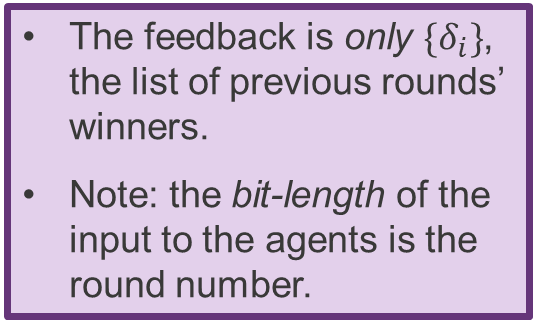 • The feedback is only {δᵢ},
the list of previous rounds’
winners.
• Note: the bit-length of the
input to the agents is the
round number.